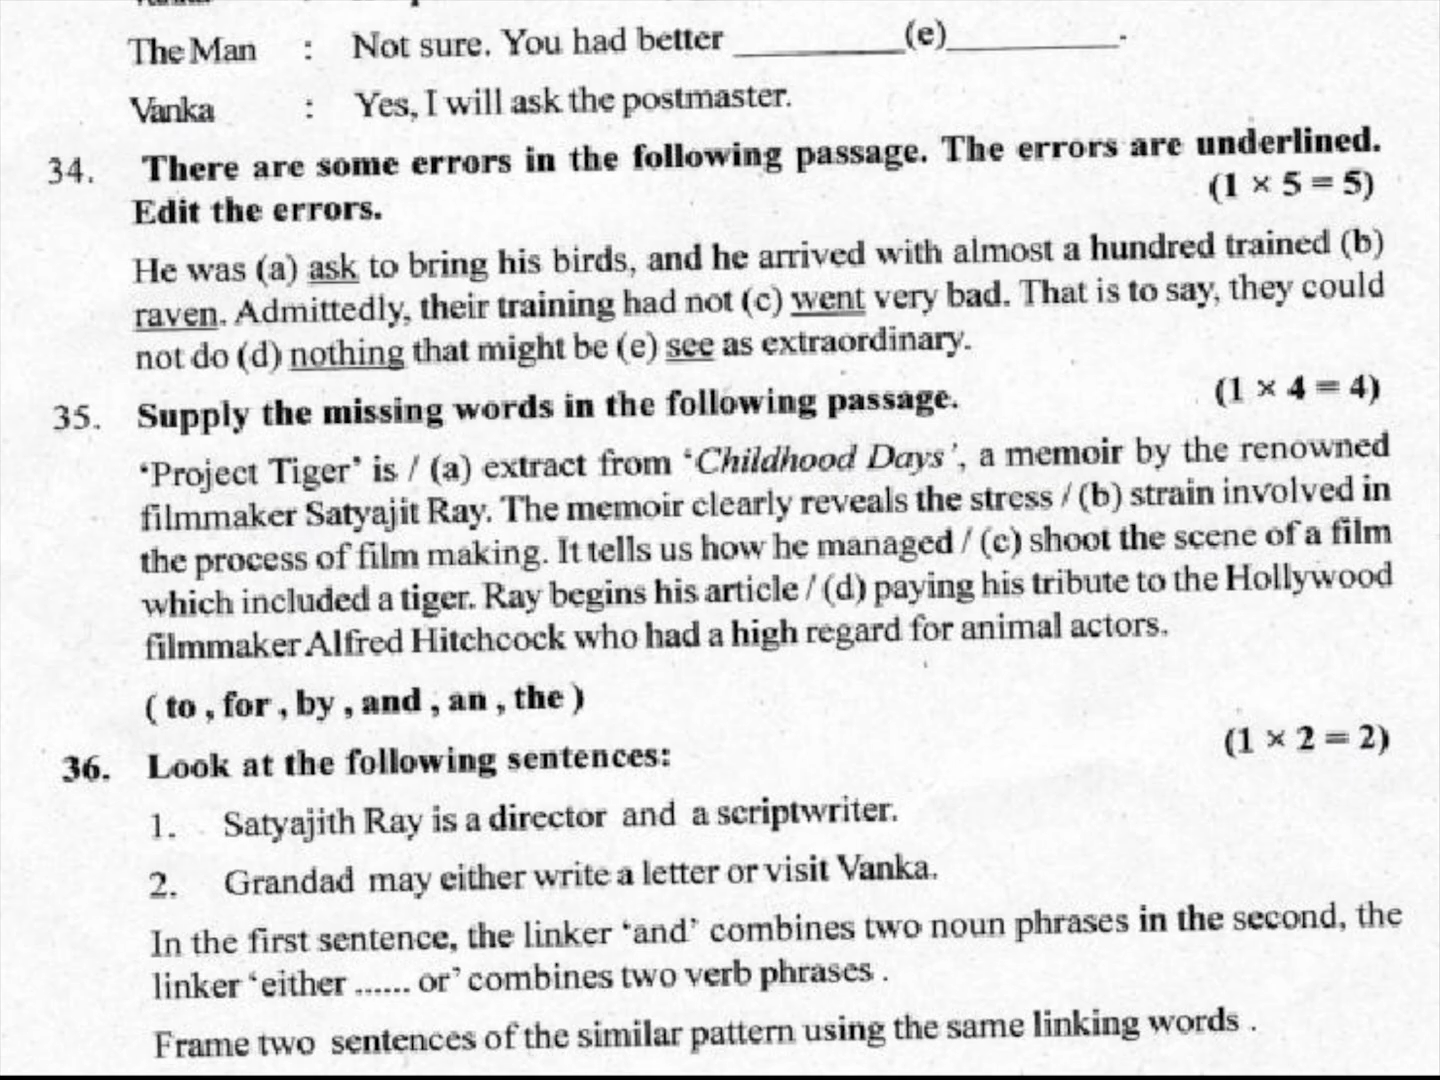 The Man : Not sure. You had better __________(e)__________.
Vanka : Yes, I will ask the postmaster.
34. There are some errors in the following passage. The errors are underlined.
Edit the errors. (1 × 5 = 5)
He was (a) ask to bring his birds, and he arrived with almost a hundred trained (b)
raven. Admittedly, their training had not (c) went very bad. That is to say, they could
not do (d) nothing that might be (e) see as extraordinary.
35. Supply the missing words in the following passage. (1 × 4 = 4)
‘Project Tiger’ is / (a) extract from ‘Childhood Days’, a memoir by the renowned
filmmaker Satyajit Ray. The memoir clearly reveals the stress / (b) strain involved in
the process of film making. It tells us how he managed / (c) shoot the scene of a film
which included a tiger. Ray begins his article / (d) paying his tribute to the Hollywood
filmmaker Alfred Hitchcock who had a high regard for animal actors.
( to , for , by , and , an , the )
36. Look at the following sentences: (1 × 2 = 2)
1. Satyajith Ray is a director and a scriptwriter.
2. Grandad may either write a letter or visit Vanka.
In the first sentence, the linker ‘and’ combines two noun phrases in the second, the
linker ‘either ...... or’ combines two verb phrases .
Frame two sentences of the similar pattern using the same linking words .